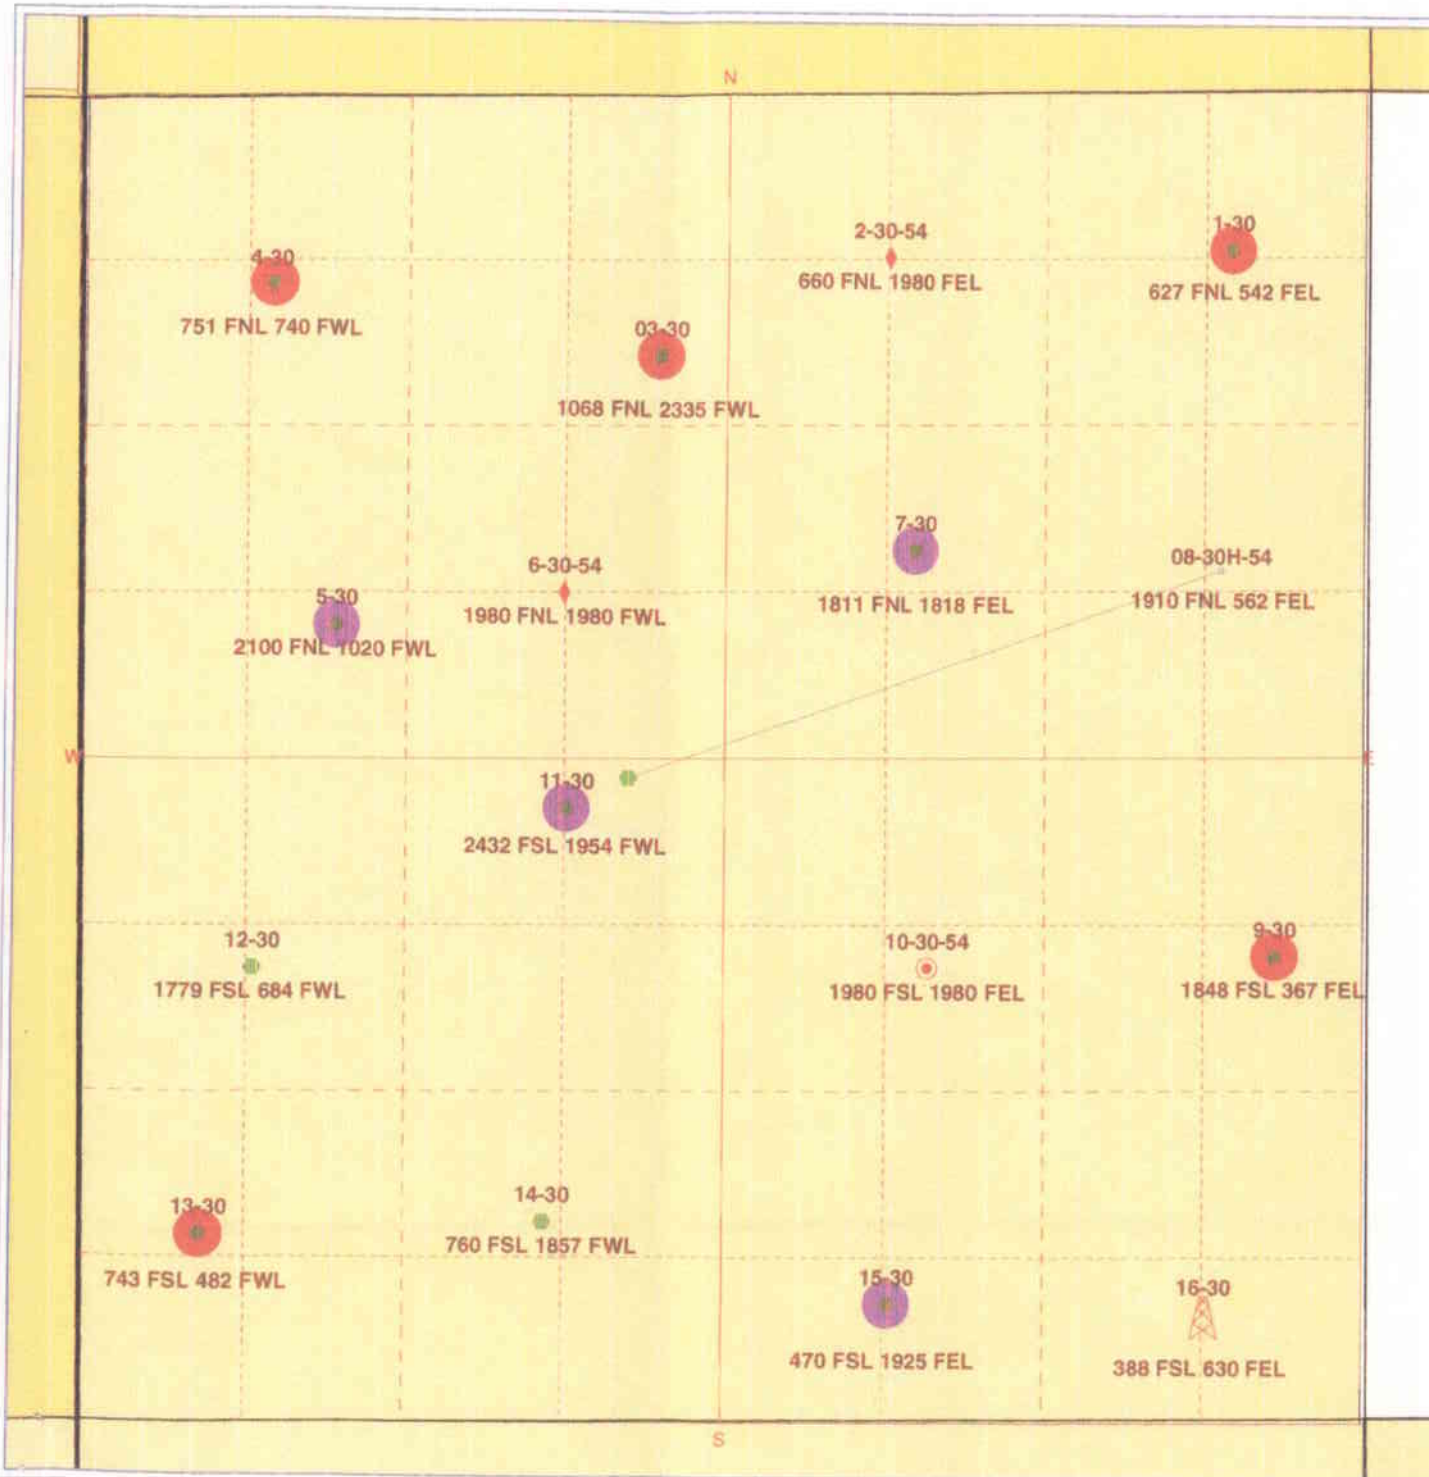 N
1-30
2-30-54
4-30
660 FNL 1980 FEL
627 FNL 542 FEL
751 FNL 740 FWL
03-30
1068 FNL 2335 FWL
7-30
08-30H-54
6-30-54
5-30
1980 FNL 1980 FWL
1811 FNL 1818 FEL
1910 FNL 562 FEL
2100 FNL 1020 FWL
W
E
11-30
2432 FSL 1954 FWL
12-30
10-30-54
9-30
1779 FSL 684 FWL
1980 FSL 1980 FEL
1848 FSL 367 FEL
13-30
14-30
760 FSL 1857 FWL
743 FSL 482 FWL
15-30
16-30
470 FSL 1925 FEL
388 FSL 630 FEL
S